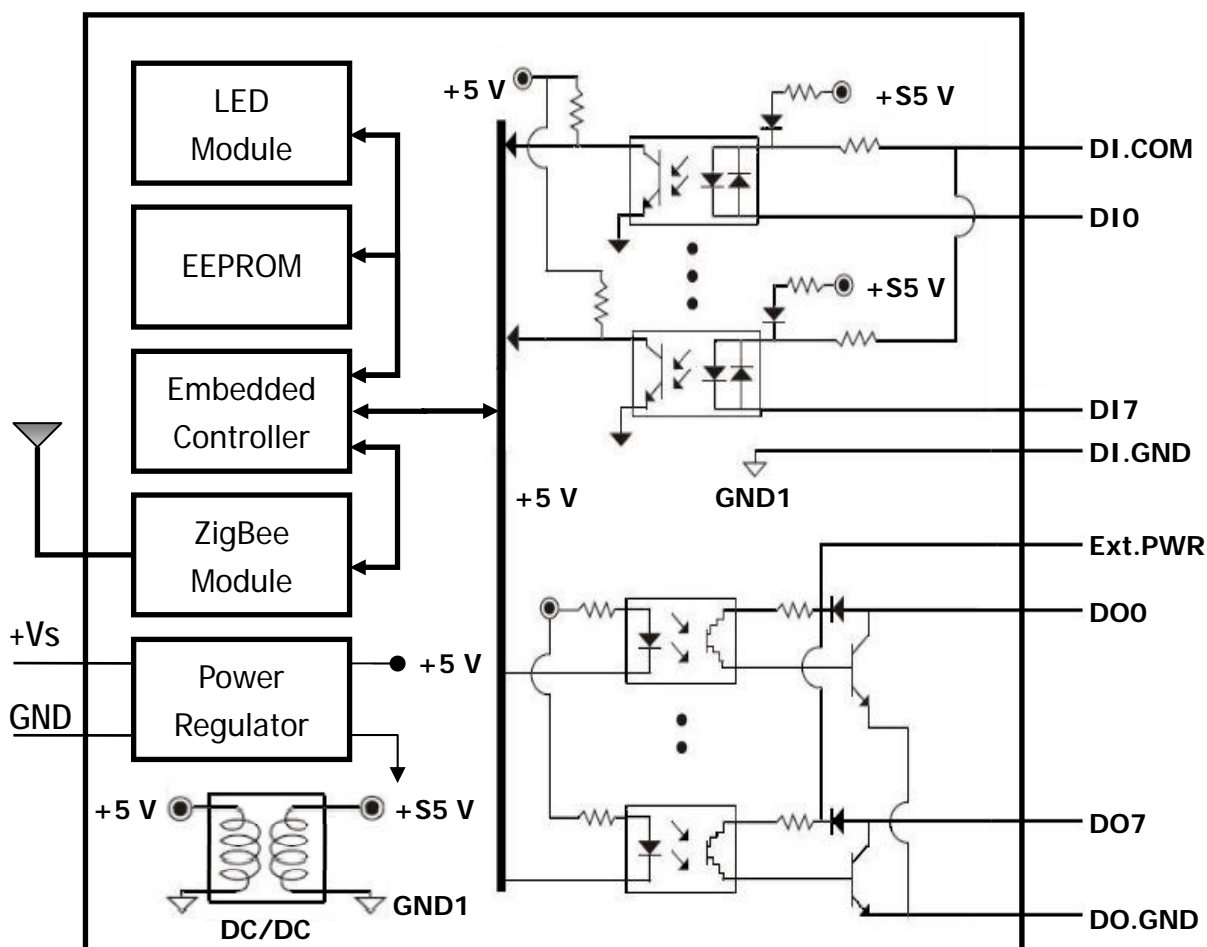 LED
Module
EEPROM
Embedded
Controller
ZigBee
Module
Power
Regulator
+Vs
GND
+5 V
+5 V
+S5 V
GND1
DC/DC
+5 V
+S5 V
DI.COM
DI0
+S5 V
DI7
DI.GND
GND1
+5 V
Ext.PWR
DO0
DO7
DO.GND